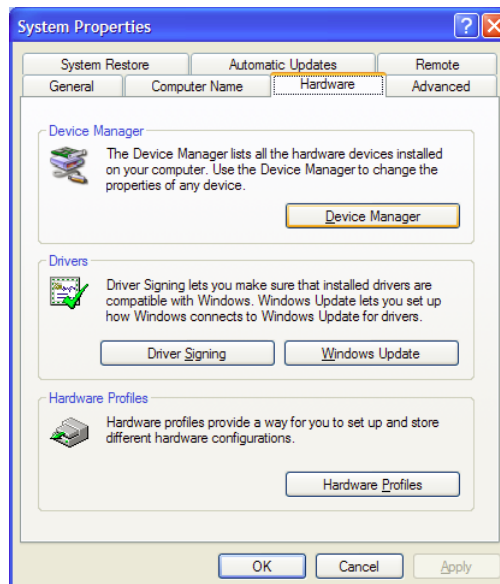 System Properties
System Restore Automatic Updates Remote
General Computer Name Hardware Advanced
Device Manager
The Device Manager lists all the hardware devices installed
on your computer. Use the Device Manager to change the
properties of any device.
Device Manager
Drivers
Driver Signing lets you make sure that installed drivers are
compatible with Windows. Windows Update lets you set up
how Windows connects to Windows Update for drivers.
Driver Signing Windows Update
Hardware Profiles
Hardware profiles provide a way for you to set up and store
different hardware configurations.
Hardware Profiles
OK Cancel Apply